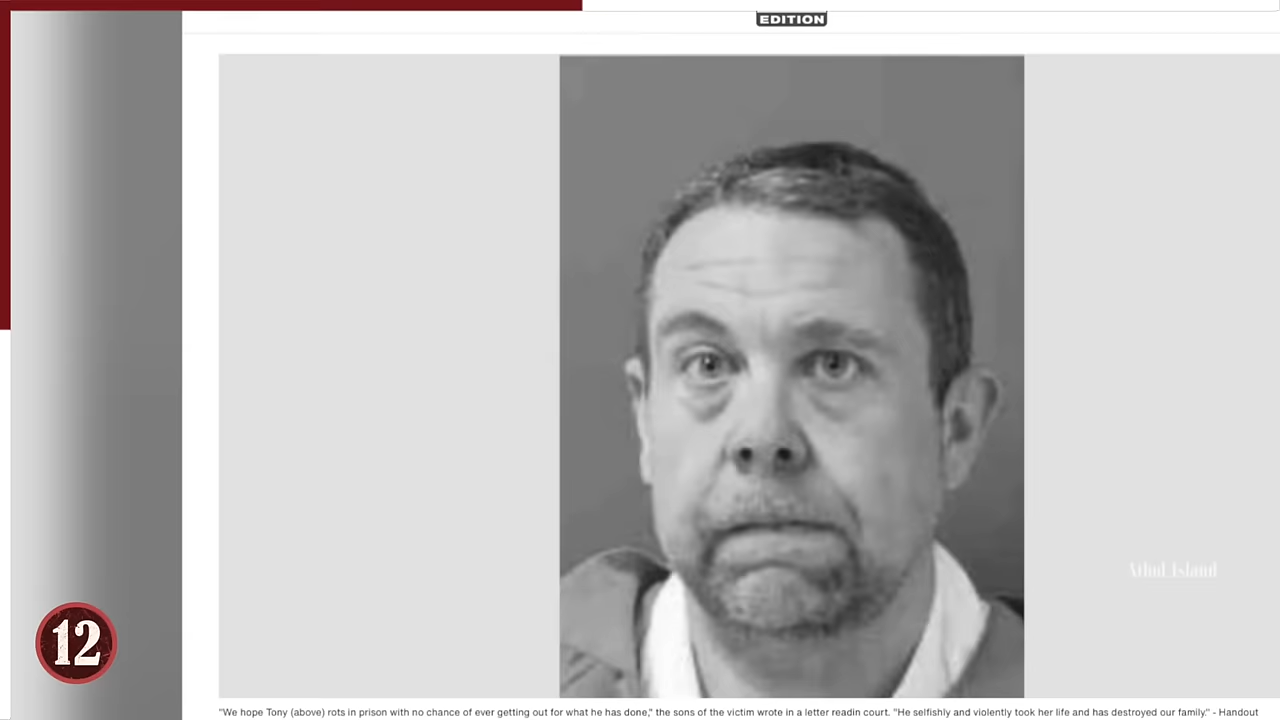 EDITION
12
"We hope Tony (above) rots in prison with no chance of ever getting out for what he has done," the sons of the victim wrote in a letter readin court. "He selfishly and violently took her life and has destroyed our family." - Handout